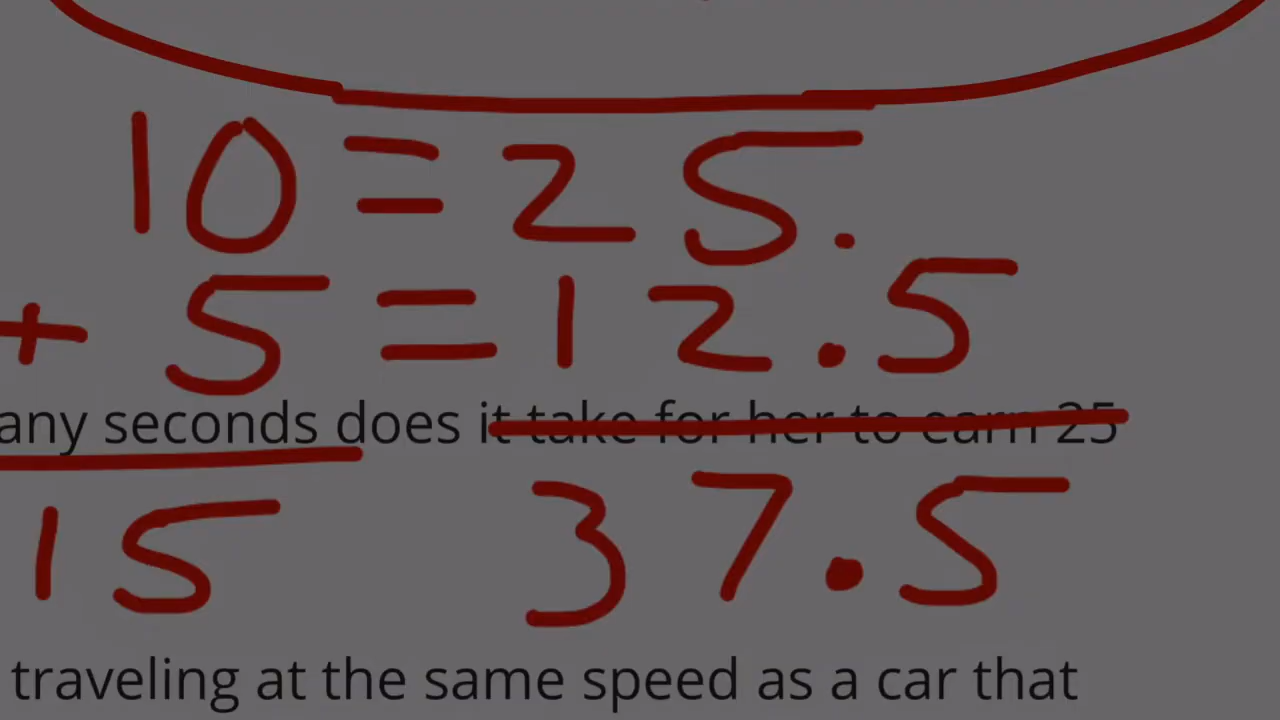 10 = 25.
+ 5 = 12.5
any seconds does it take for her to earn 25
15 37.5
traveling at the same speed as a car that